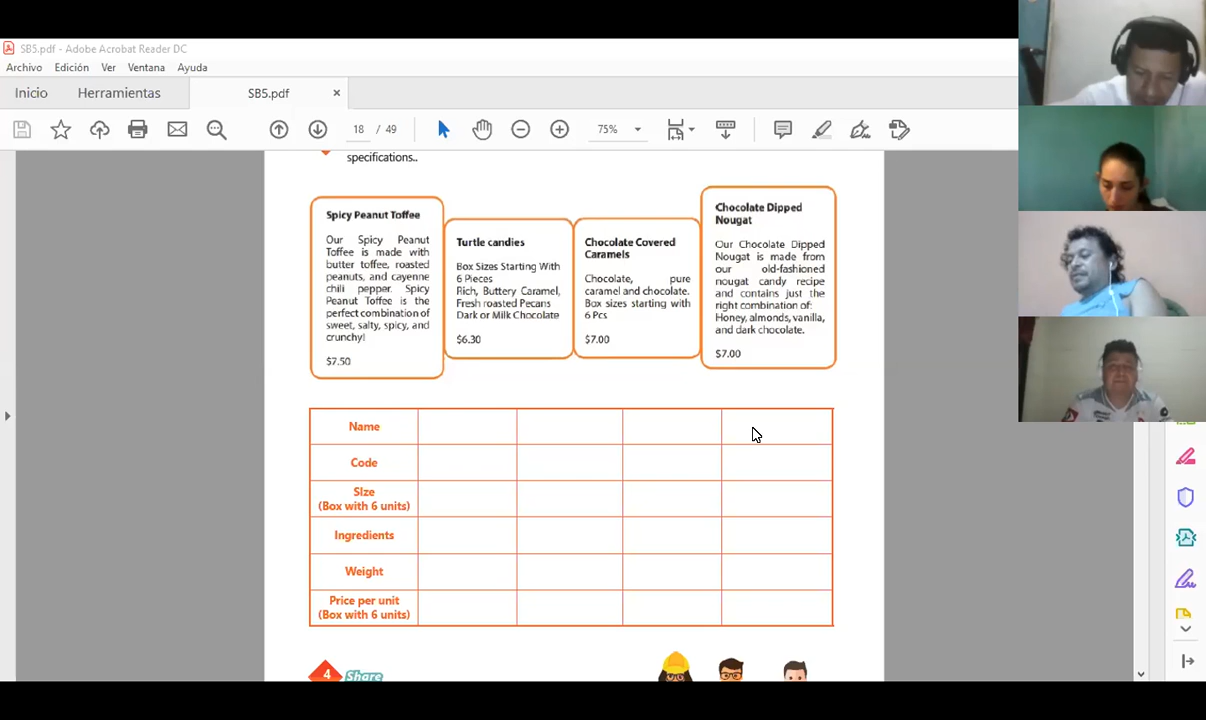 SB5.pdf - Adobe Acrobat Reader DC
Archivo Edición Ver Ventana Ayuda
Inicio Herramientas SB5.pdf ×
18 / 49 75%
specifications..
Spicy Peanut Toffee
Our Spicy Peanut
Toffee is made with
butter toffee, roasted
peanuts, and cayenne
chili pepper. Spicy
Peanut Toffee is the
perfect combination of
sweet, salty, spicy, and
crunchy!
$7.50
Turtle candies
Box Sizes Starting With
6 Pieces
Rich, Buttery Caramel,
Fresh roasted Pecans
Dark or Milk Chocolate
$6.30
Chocolate Covered
Caramels
Chocolate, pure
caramel and chocolate.
Box sizes starting with
6 Pcs
$7.00
Chocolate Dipped
Nougat
Our Chocolate Dipped
Nougat is made from
our old-fashioned
nougat candy recipe
and contains just the
right combination of:
Honey, almonds, vanilla,
and dark chocolate.
$7.00
Name
Code
SIze
(Box with 6 units)
Ingredients
Weight
Price per unit
(Box with 6 units)
4 Share